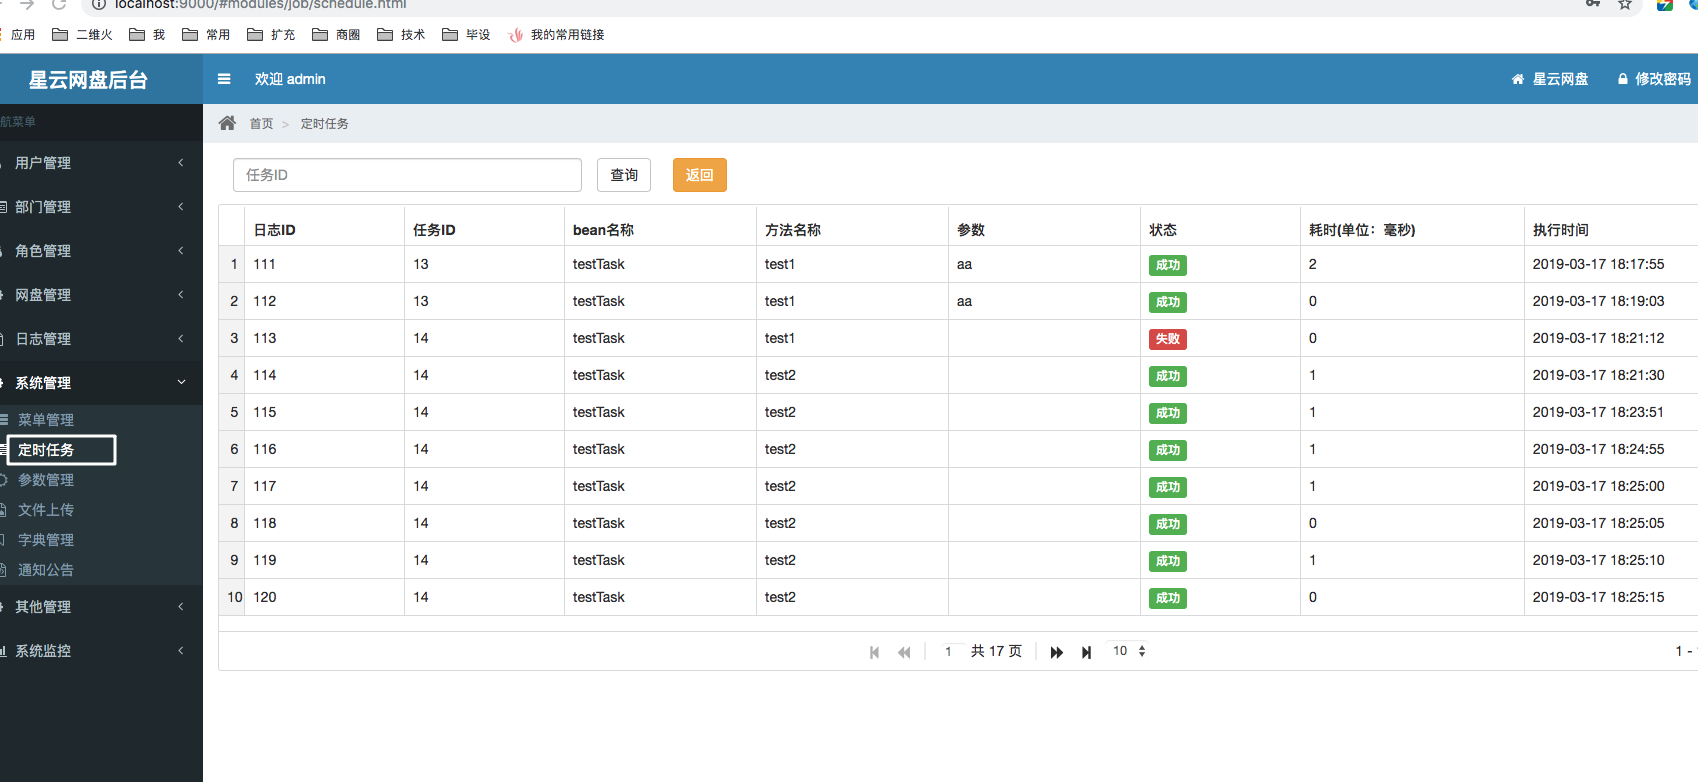 localhost:9000/#modules/job/schedule.html
应用 二维火 我 常用 扩充 商圈 技术 毕设 我的常用链接
星云网盘后台 欢迎 admin 星云网盘 修改密码
航菜单
首页 > 定时任务
用户管理
部门管理
角色管理
网盘管理
日志管理
系统管理
菜单管理
定时任务
参数管理
文件上传
字典管理
通知公告
其他管理
系统监控
任务ID 查询 返回
日志ID 任务ID bean名称 方法名称 参数 状态 耗时(单位：毫秒) 执行时间
1 111 13 testTask test1 aa 成功 2 2019-03-17 18:17:55
2 112 13 testTask test1 aa 成功 0 2019-03-17 18:19:03
3 113 14 testTask test1 失败 0 2019-03-17 18:21:12
4 114 14 testTask test2 成功 1 2019-03-17 18:21:30
5 115 14 testTask test2 成功 1 2019-03-17 18:23:51
6 116 14 testTask test2 成功 1 2019-03-17 18:24:55
7 117 14 testTask test2 成功 1 2019-03-17 18:25:00
8 118 14 testTask test2 成功 0 2019-03-17 18:25:05
9 119 14 testTask test2 成功 1 2019-03-17 18:25:10
10 120 14 testTask test2 成功 0 2019-03-17 18:25:15
1 共 17 页 10 1 -